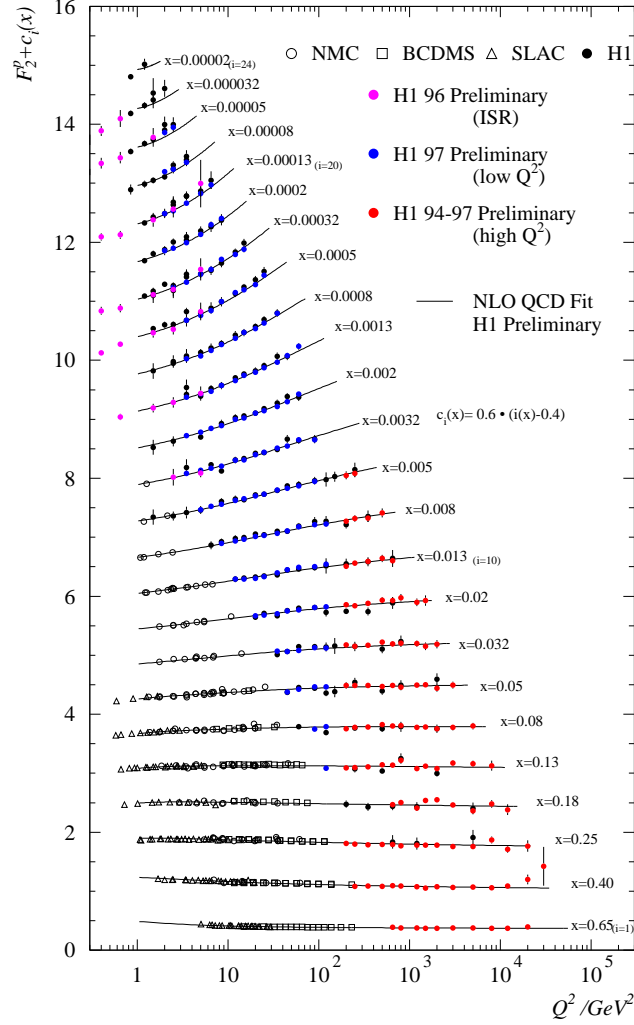 F₂ᵖ+cᵢ(x)
16
14
12
10
8
6
4
2
0
○ NMC □ BCDMS △ SLAC ● H1
H1 96 Preliminary
(ISR)
H1 97 Preliminary
(low Q²)
H1 94-97 Preliminary
(high Q²)
NLO QCD Fit
H1 Preliminary
cᵢ(x)= 0.6 • (i(x)-0.4)
x=0.00002 (i=24)
x=0.000032
x=0.00005
x=0.00008
x=0.00013 (i=20)
x=0.0002
x=0.00032
x=0.0005
x=0.0008
x=0.0013
x=0.002
x=0.0032
x=0.005
x=0.008
x=0.013 (i=10)
x=0.02
x=0.032
x=0.05
x=0.08
x=0.13
x=0.18
x=0.25
x=0.40
x=0.65 (i=1)
1 10 10² 10³ 10⁴ 10⁵
Q² /GeV²